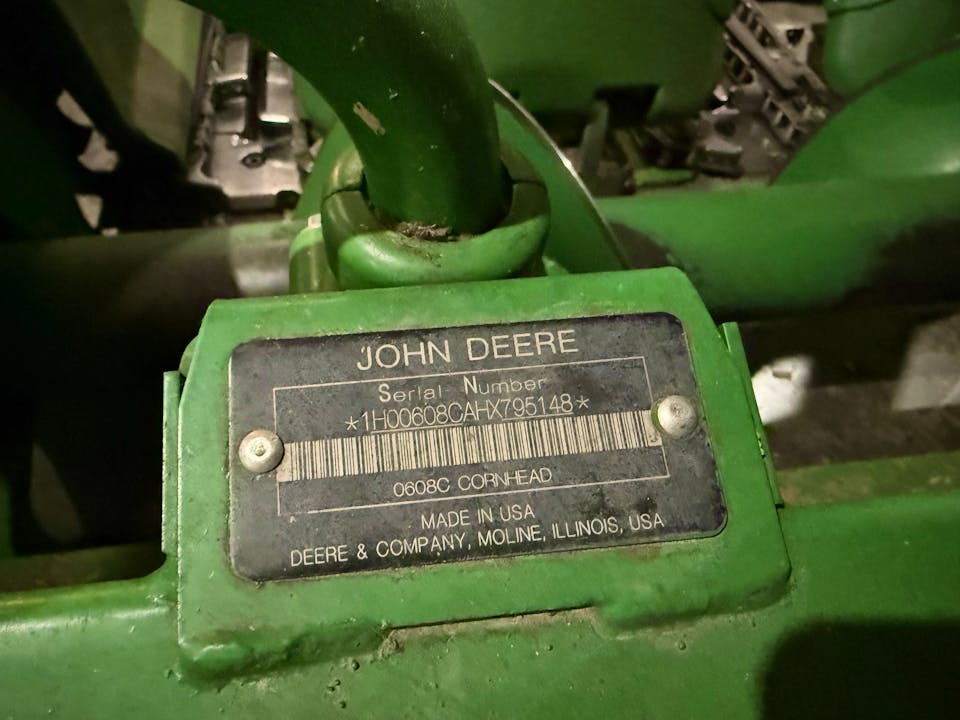 JOHN DEERE
Serial Number
*1H00608CAHX795148*
0608C CORNHEAD
MADE IN USA
DEERE & COMPANY, MOLINE, ILLINOIS, USA